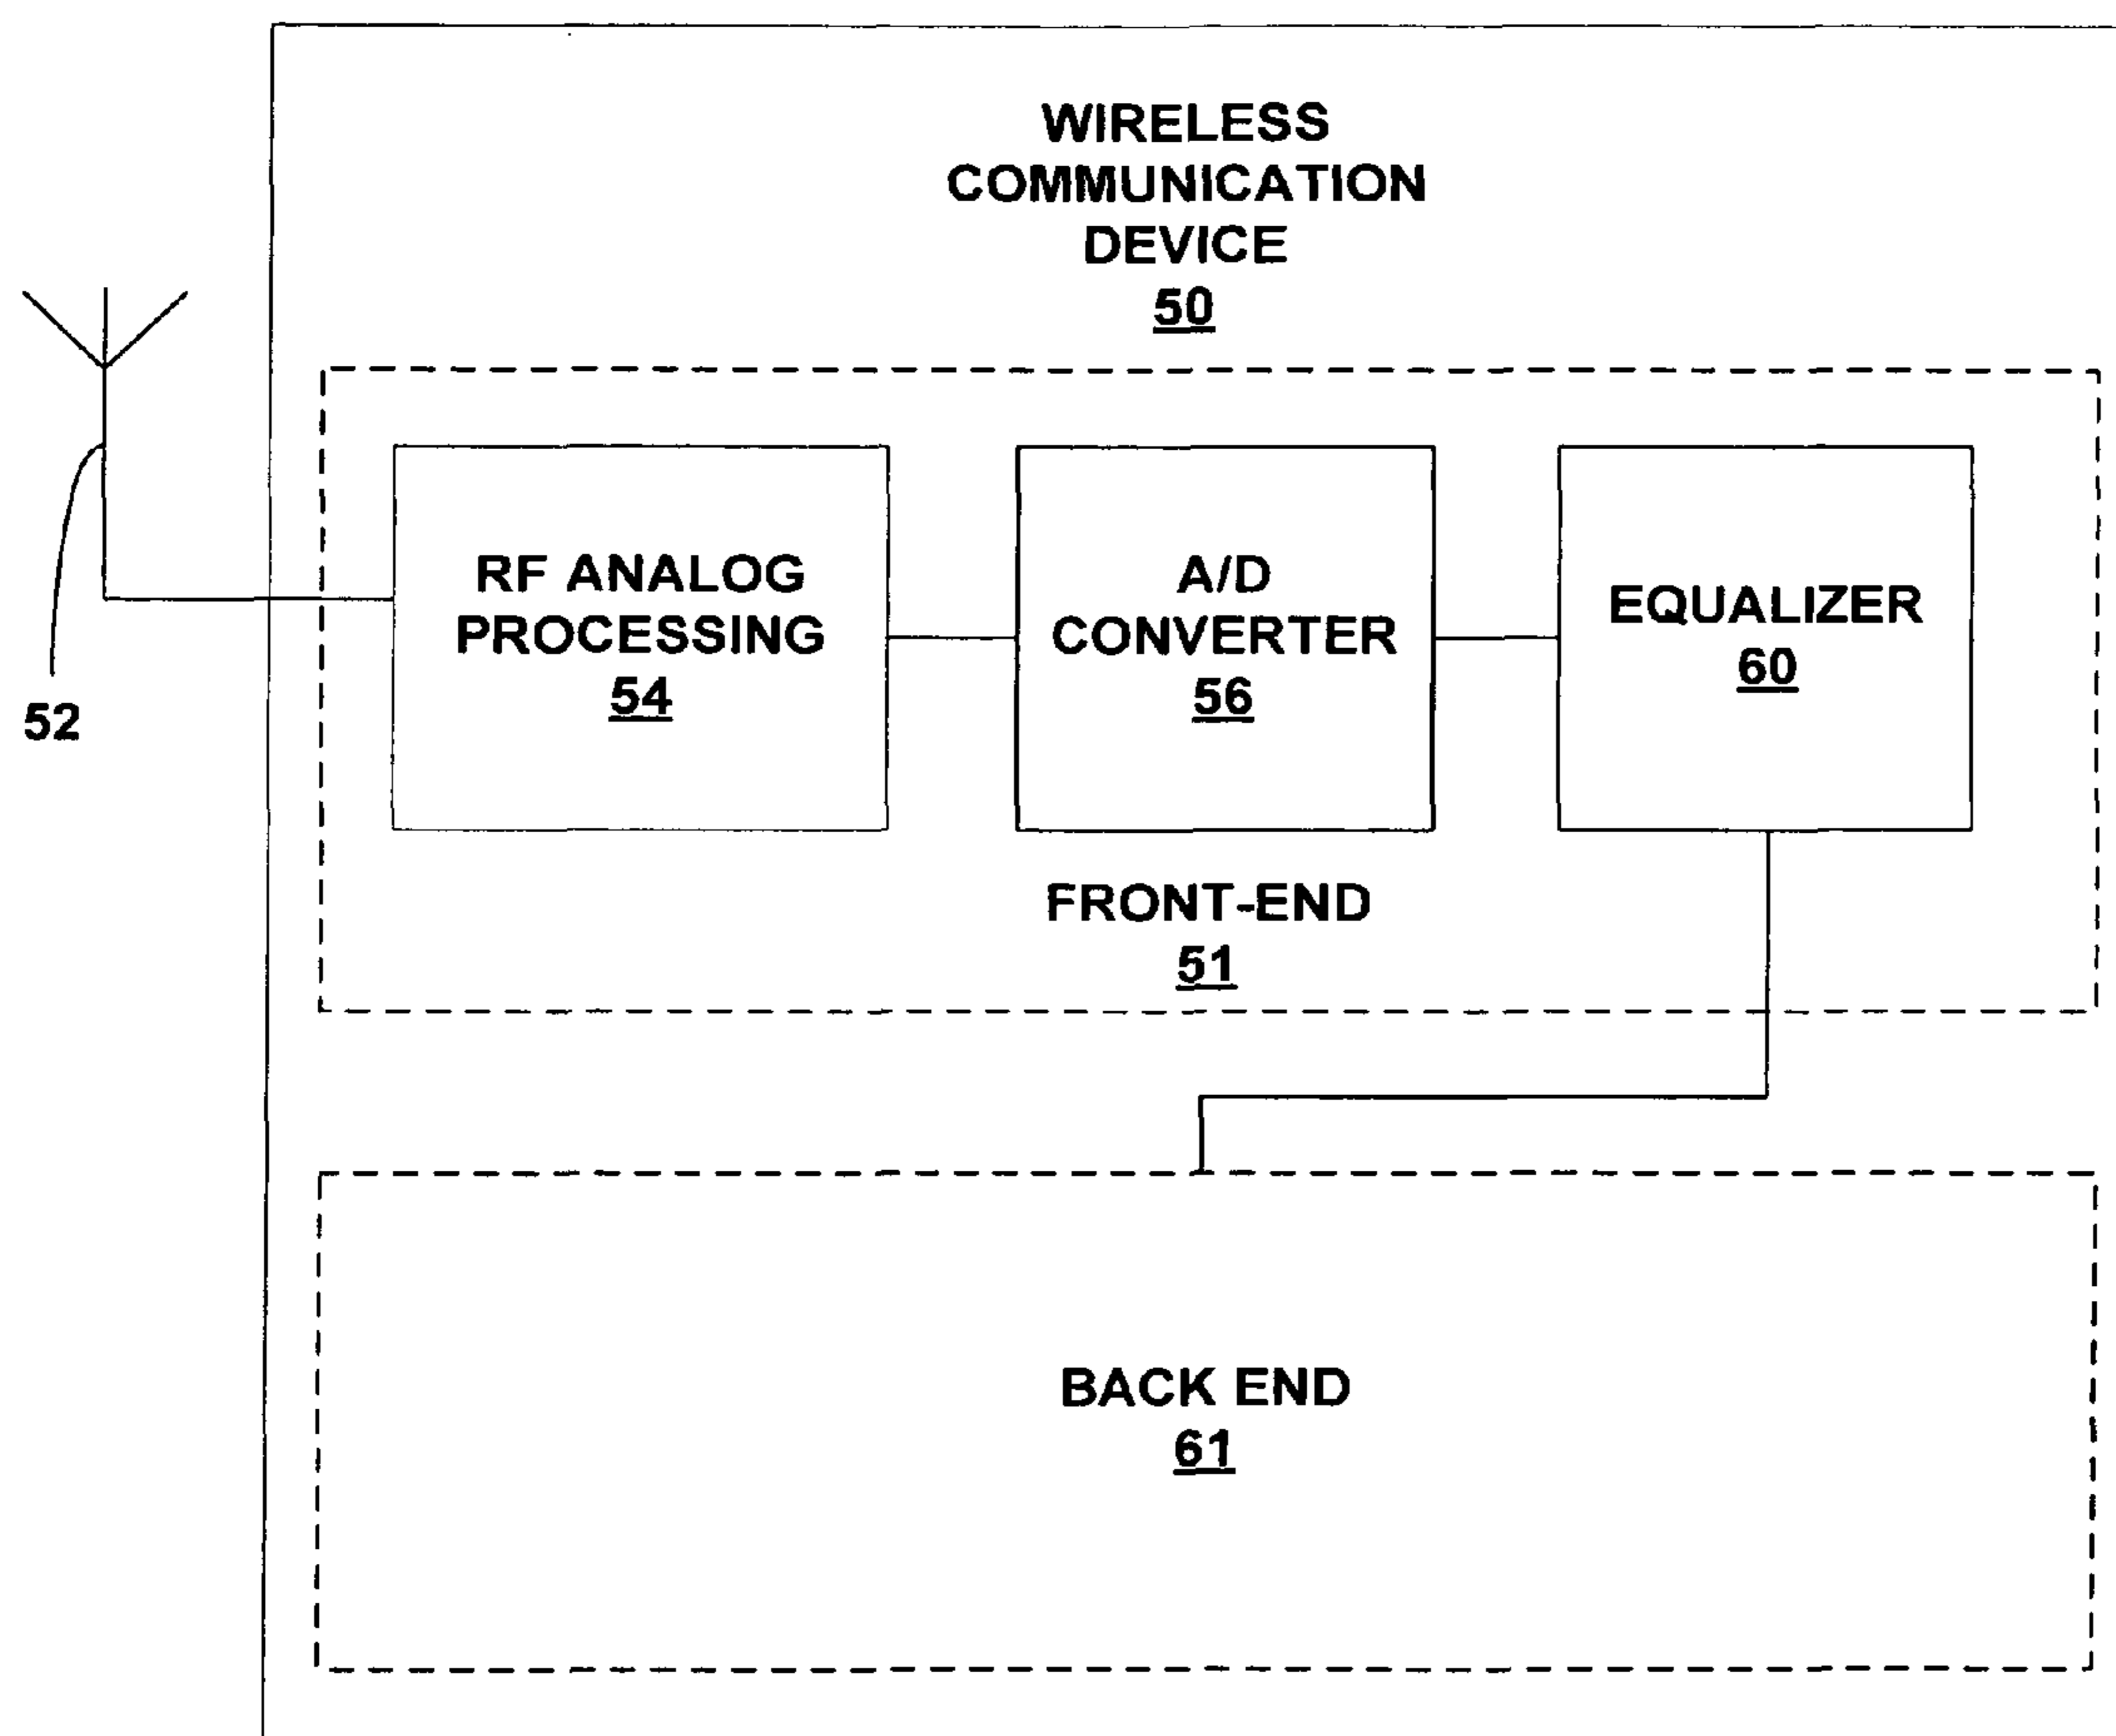 WIRELESS
COMMUNICATION
DEVICE
50
RF ANALOG
PROCESSING
54
A/D
CONVERTER
56
EQUALIZER
60
52
FRONT-END
51
BACK END
61